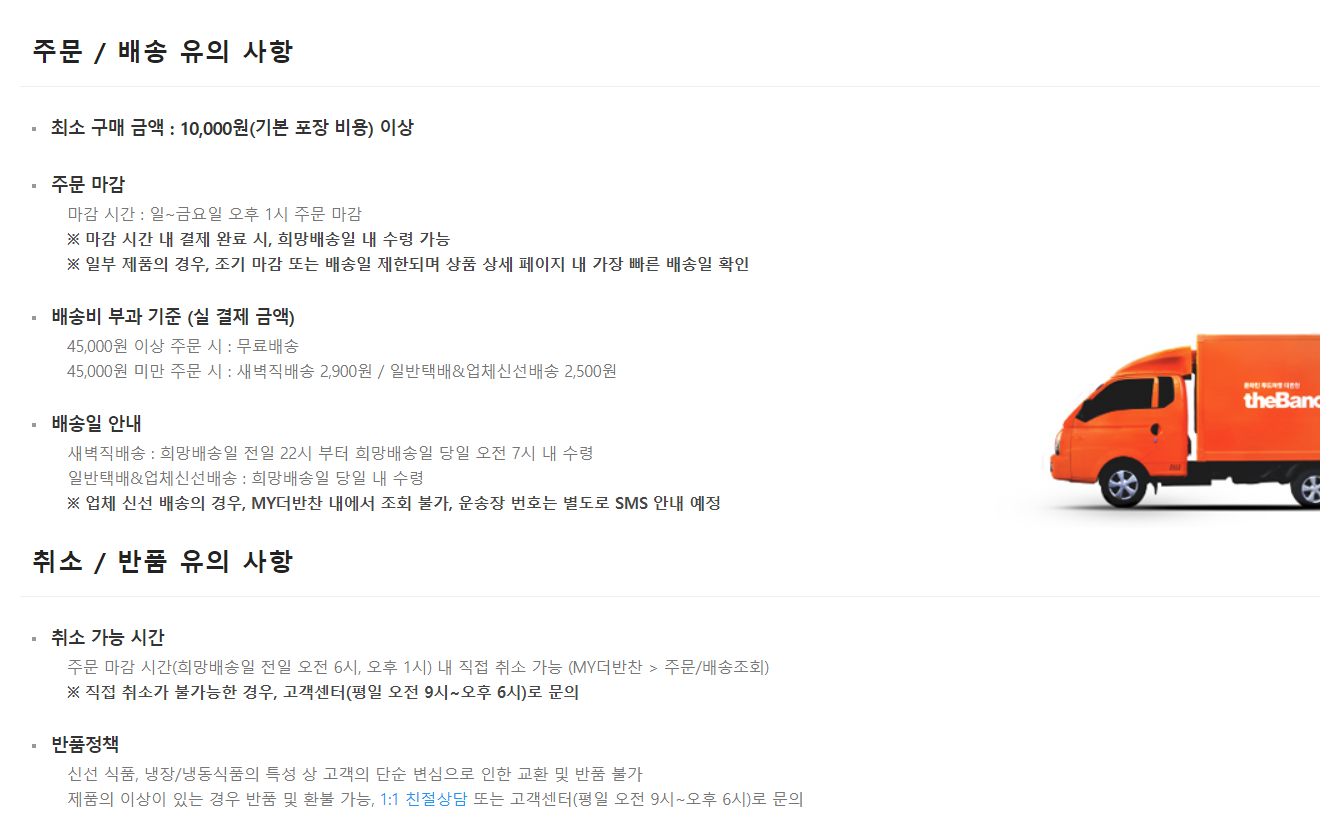 주문 / 배송 유의 사항
최소 구매 금액 : 10,000원(기본 포장 비용) 이상
주문 마감
마감 시간 : 일~금요일 오후 1시 주문 마감
※ 마감 시간 내 결제 완료 시, 희망배송일 내 수령 가능
※ 일부 제품의 경우, 조기 마감 또는 배송일 제한되며 상품 상세 페이지 내 가장 빠른 배송일 확인
배송비 부과 기준 (실 결제 금액)
45,000원 이상 주문 시 : 무료배송
45,000원 미만 주문 시 : 새벽직배송 2,900원 / 일반택배&업체신선배송 2,500원
온라인 푸드마켓 더반찬
theBanc
배송일 안내
새벽직배송 : 희망배송일 전일 22시 부터 희망배송일 당일 오전 7시 내 수령
일반택배&업체신선배송 : 희망배송일 당일 내 수령
※ 업체 신선 배송의 경우, MY더반찬 내에서 조회 불가, 운송장 번호는 별도로 SMS 안내 예정
취소 / 반품 유의 사항
취소 가능 시간
주문 마감 시간(희망배송일 전일 오전 6시, 오후 1시) 내 직접 취소 가능 (MY더반찬 > 주문/배송조회)
※ 직접 취소가 불가능한 경우, 고객센터(평일 오전 9시~오후 6시)로 문의
반품정책
신선 식품, 냉장/냉동식품의 특성 상 고객의 단순 변심으로 인한 교환 및 반품 불가
제품의 이상이 있는 경우 반품 및 환불 가능, 1:1 친절상담 또는 고객센터(평일 오전 9시~오후 6시)로 문의